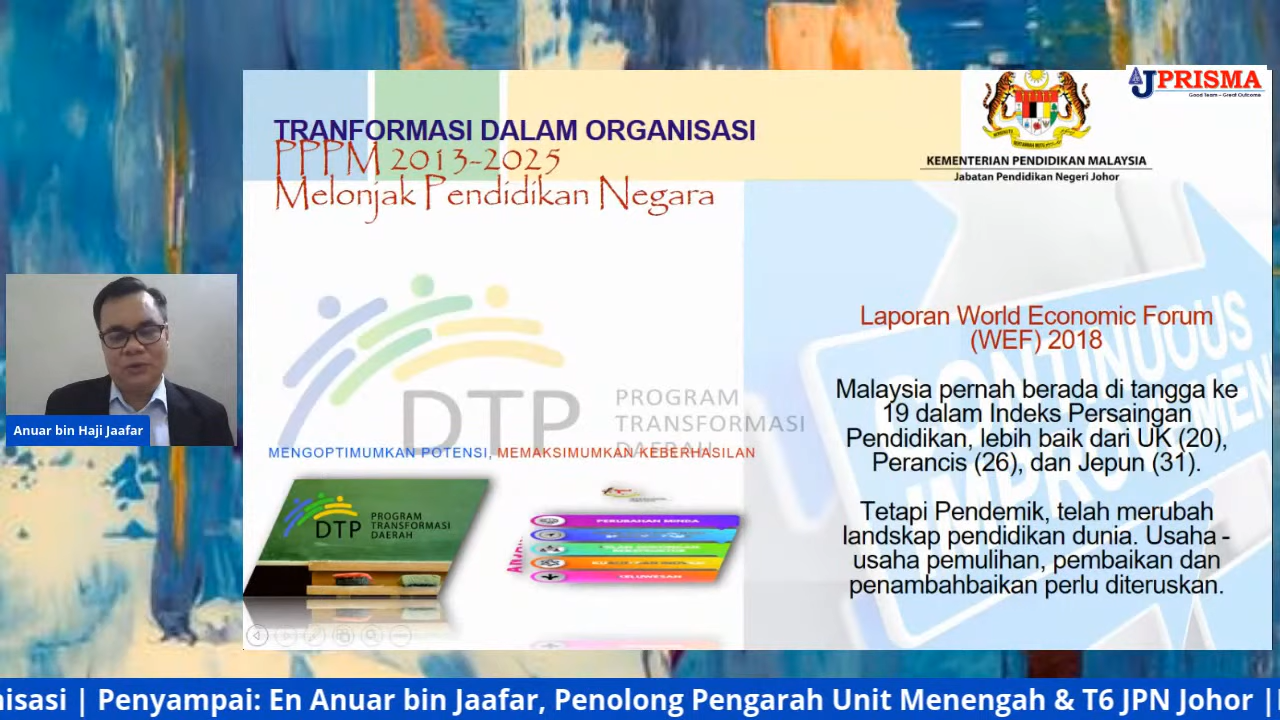 JPRISMA
Good Team - Great Outcome
TRANFORMASI DALAM ORGANISASI
PPPM 2013-2025
Melonjak Pendidikan Negara
KEMENTERIAN PENDIDIKAN MALAYSIA
Jabatan Pendidikan Negeri Johor
DTP
PROGRAM
TRANSFORMASI
DAERAH
MENGOPTIMUMKAN POTENSI, MEMAKSIMUMKAN KEBERHASILAN
DTP
PROGRAM
TRANSFORMASI
DAERAH
PERUBAHAN MINDA
KELUWESAN
CONTINUOUS
IMPROVEMEN
Laporan World Economic Forum
(WEF) 2018
Malaysia pernah berada di tangga ke
19 dalam Indeks Persaingan
Pendidikan, lebih baik dari UK (20),
Perancis (26), dan Jepun (31).
Tetapi Pendemik, telah merubah
landskap pendidikan dunia. Usaha -
usaha pemulihan, pembaikan dan
penambahbaikan perlu diteruskan.
Anuar bin Haji Jaafar
nisasi | Penyampai: En Anuar bin Jaafar, Penolong Pengarah Unit Menengah & T6 JPN Johor |